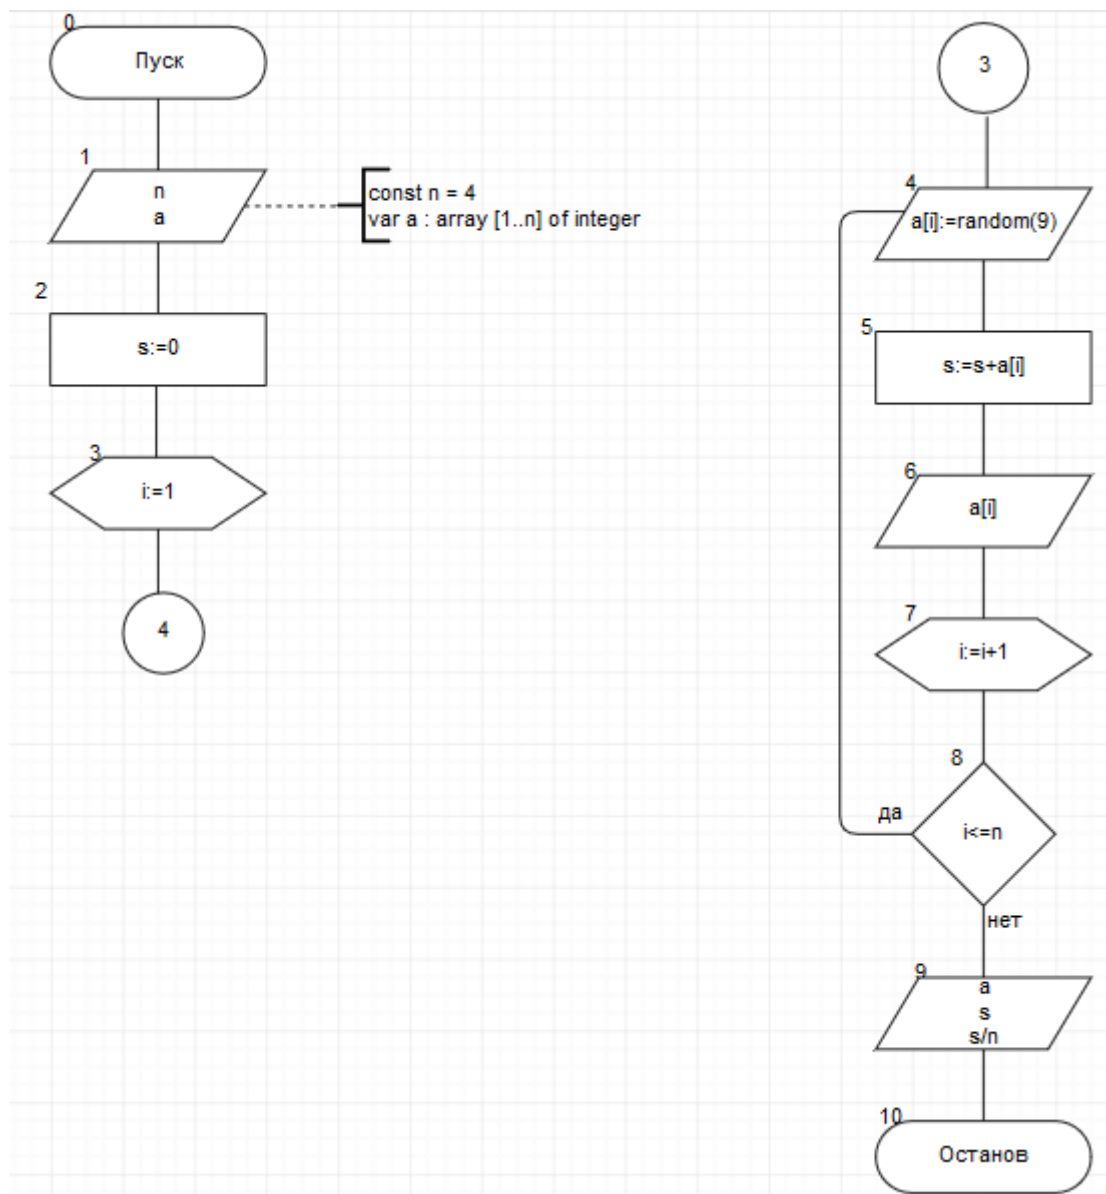 0
Пуск
1
n
a
const n = 4
var a : array [1..n] of integer
2
s:=0
3
i:=1
4
3
4
a[i]:=random(9)
5
s:=s+a[i]
6
a[i]
7
i:=i+1
8
да
i<=n
нет
9
a
s
s/n
10
Останов